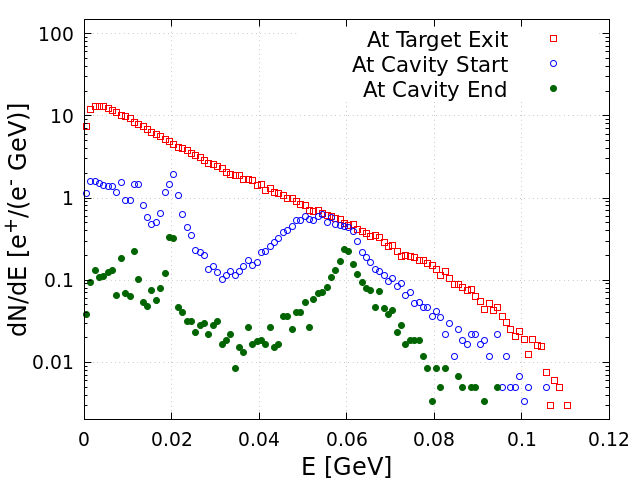 100
10
1
0.1
0.01
dN/dE [e⁺/(e⁻ GeV)]
At Target Exit
At Cavity Start
At Cavity End
0 0.02 0.04 0.06 0.08 0.1 0.12
E [GeV]